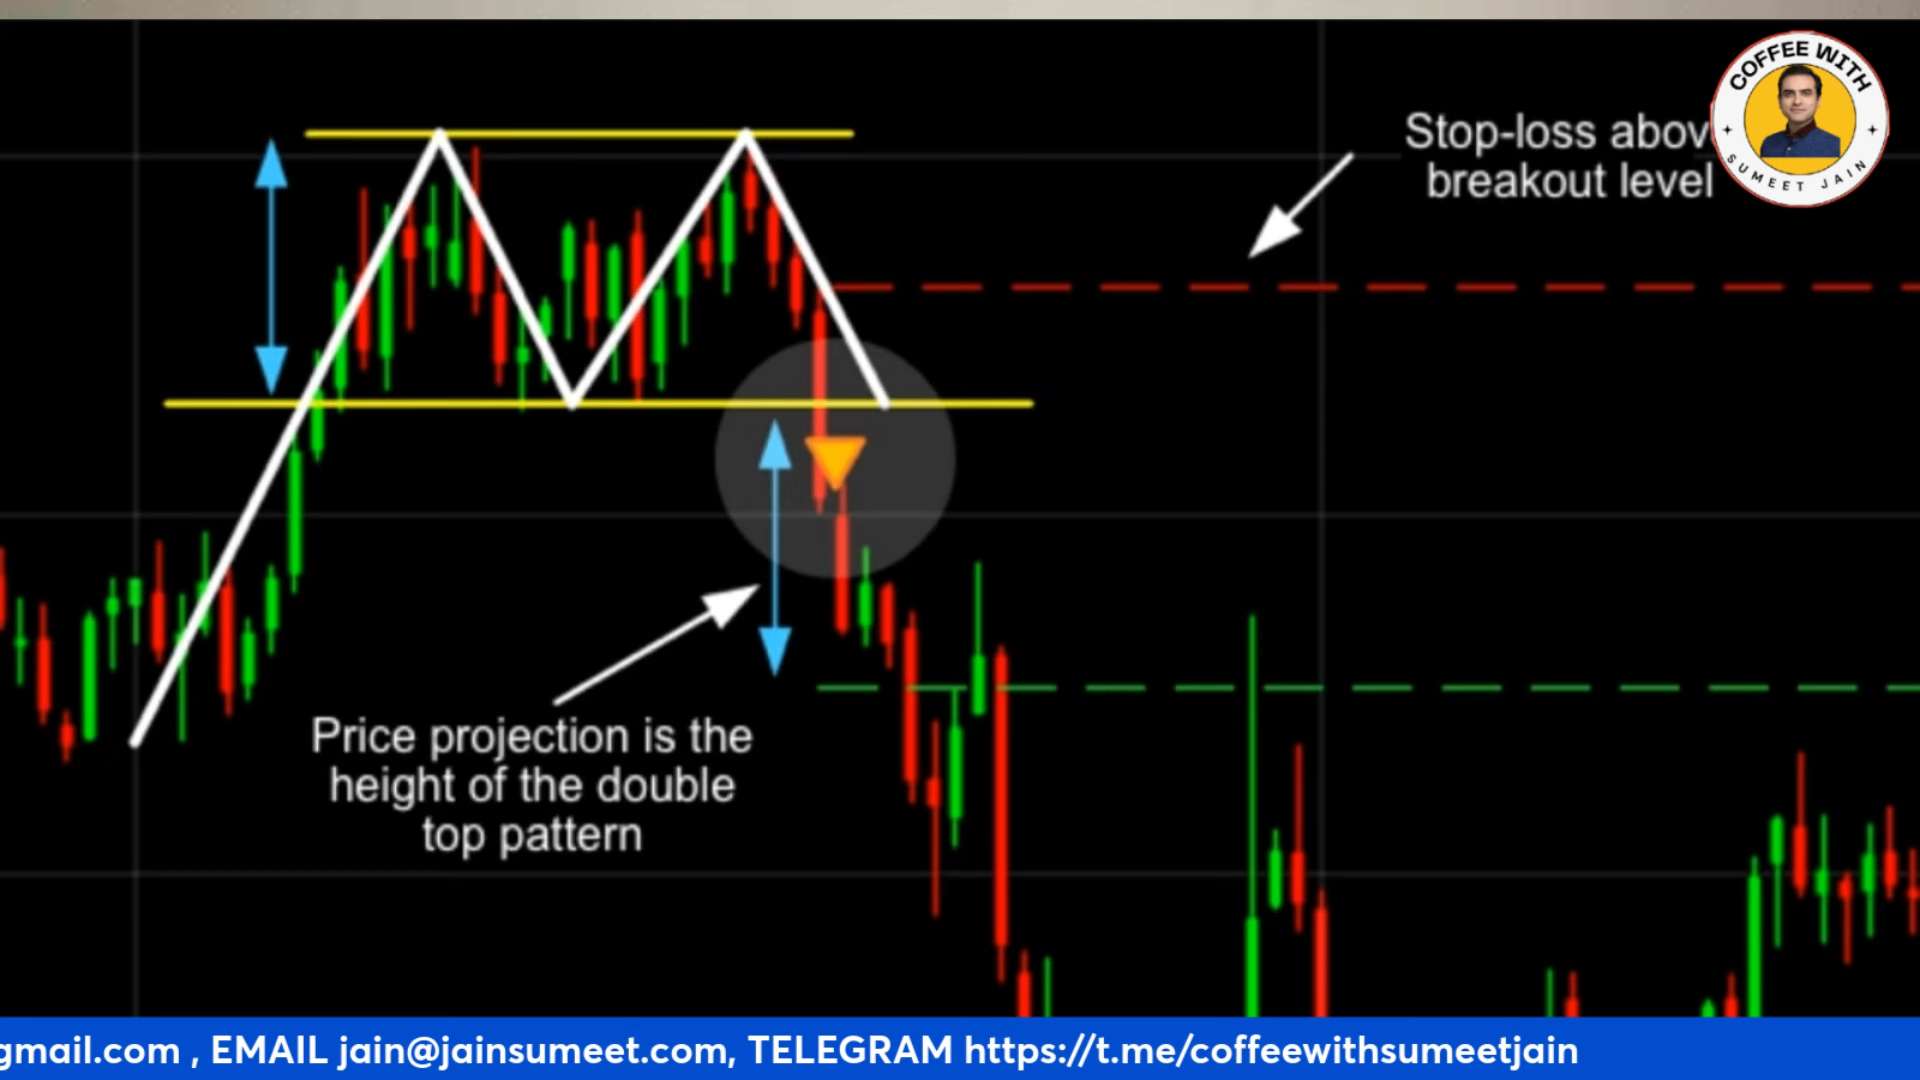 COFFEE WITH
SUMEET JAIN
Stop-loss abov
breakout level
Price projection is the
height of the double
top pattern
gmail.com , EMAIL jain@jainsumeet.com, TELEGRAM https://t.me/coffeewithsumeetjain